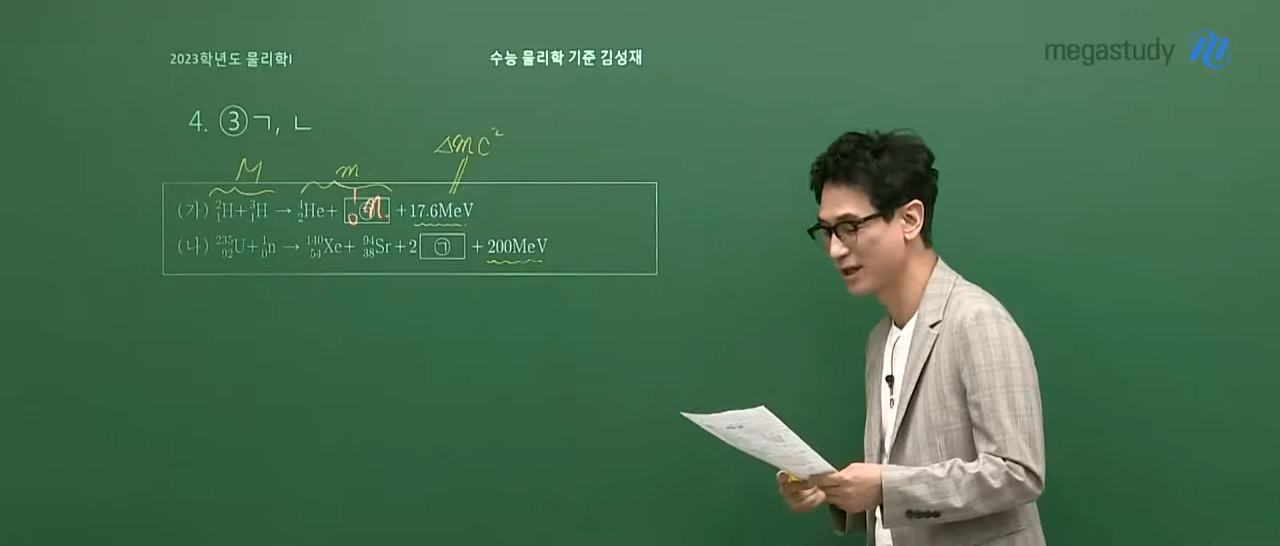 2023학년도 물리학I
수능 물리학 기준 김성재
megastudy
4. ③ ㄱ, ㄴ
M m ΔmC²
(가) ²₁H+³₁H → ⁴₂He+ ¹₀n +17.6MeV
(나) ²³⁵₉₂U+¹₀n → ¹⁴⁰₅₄Xe+ ⁹⁴₃₈Sr+2 ㉠ +200MeV